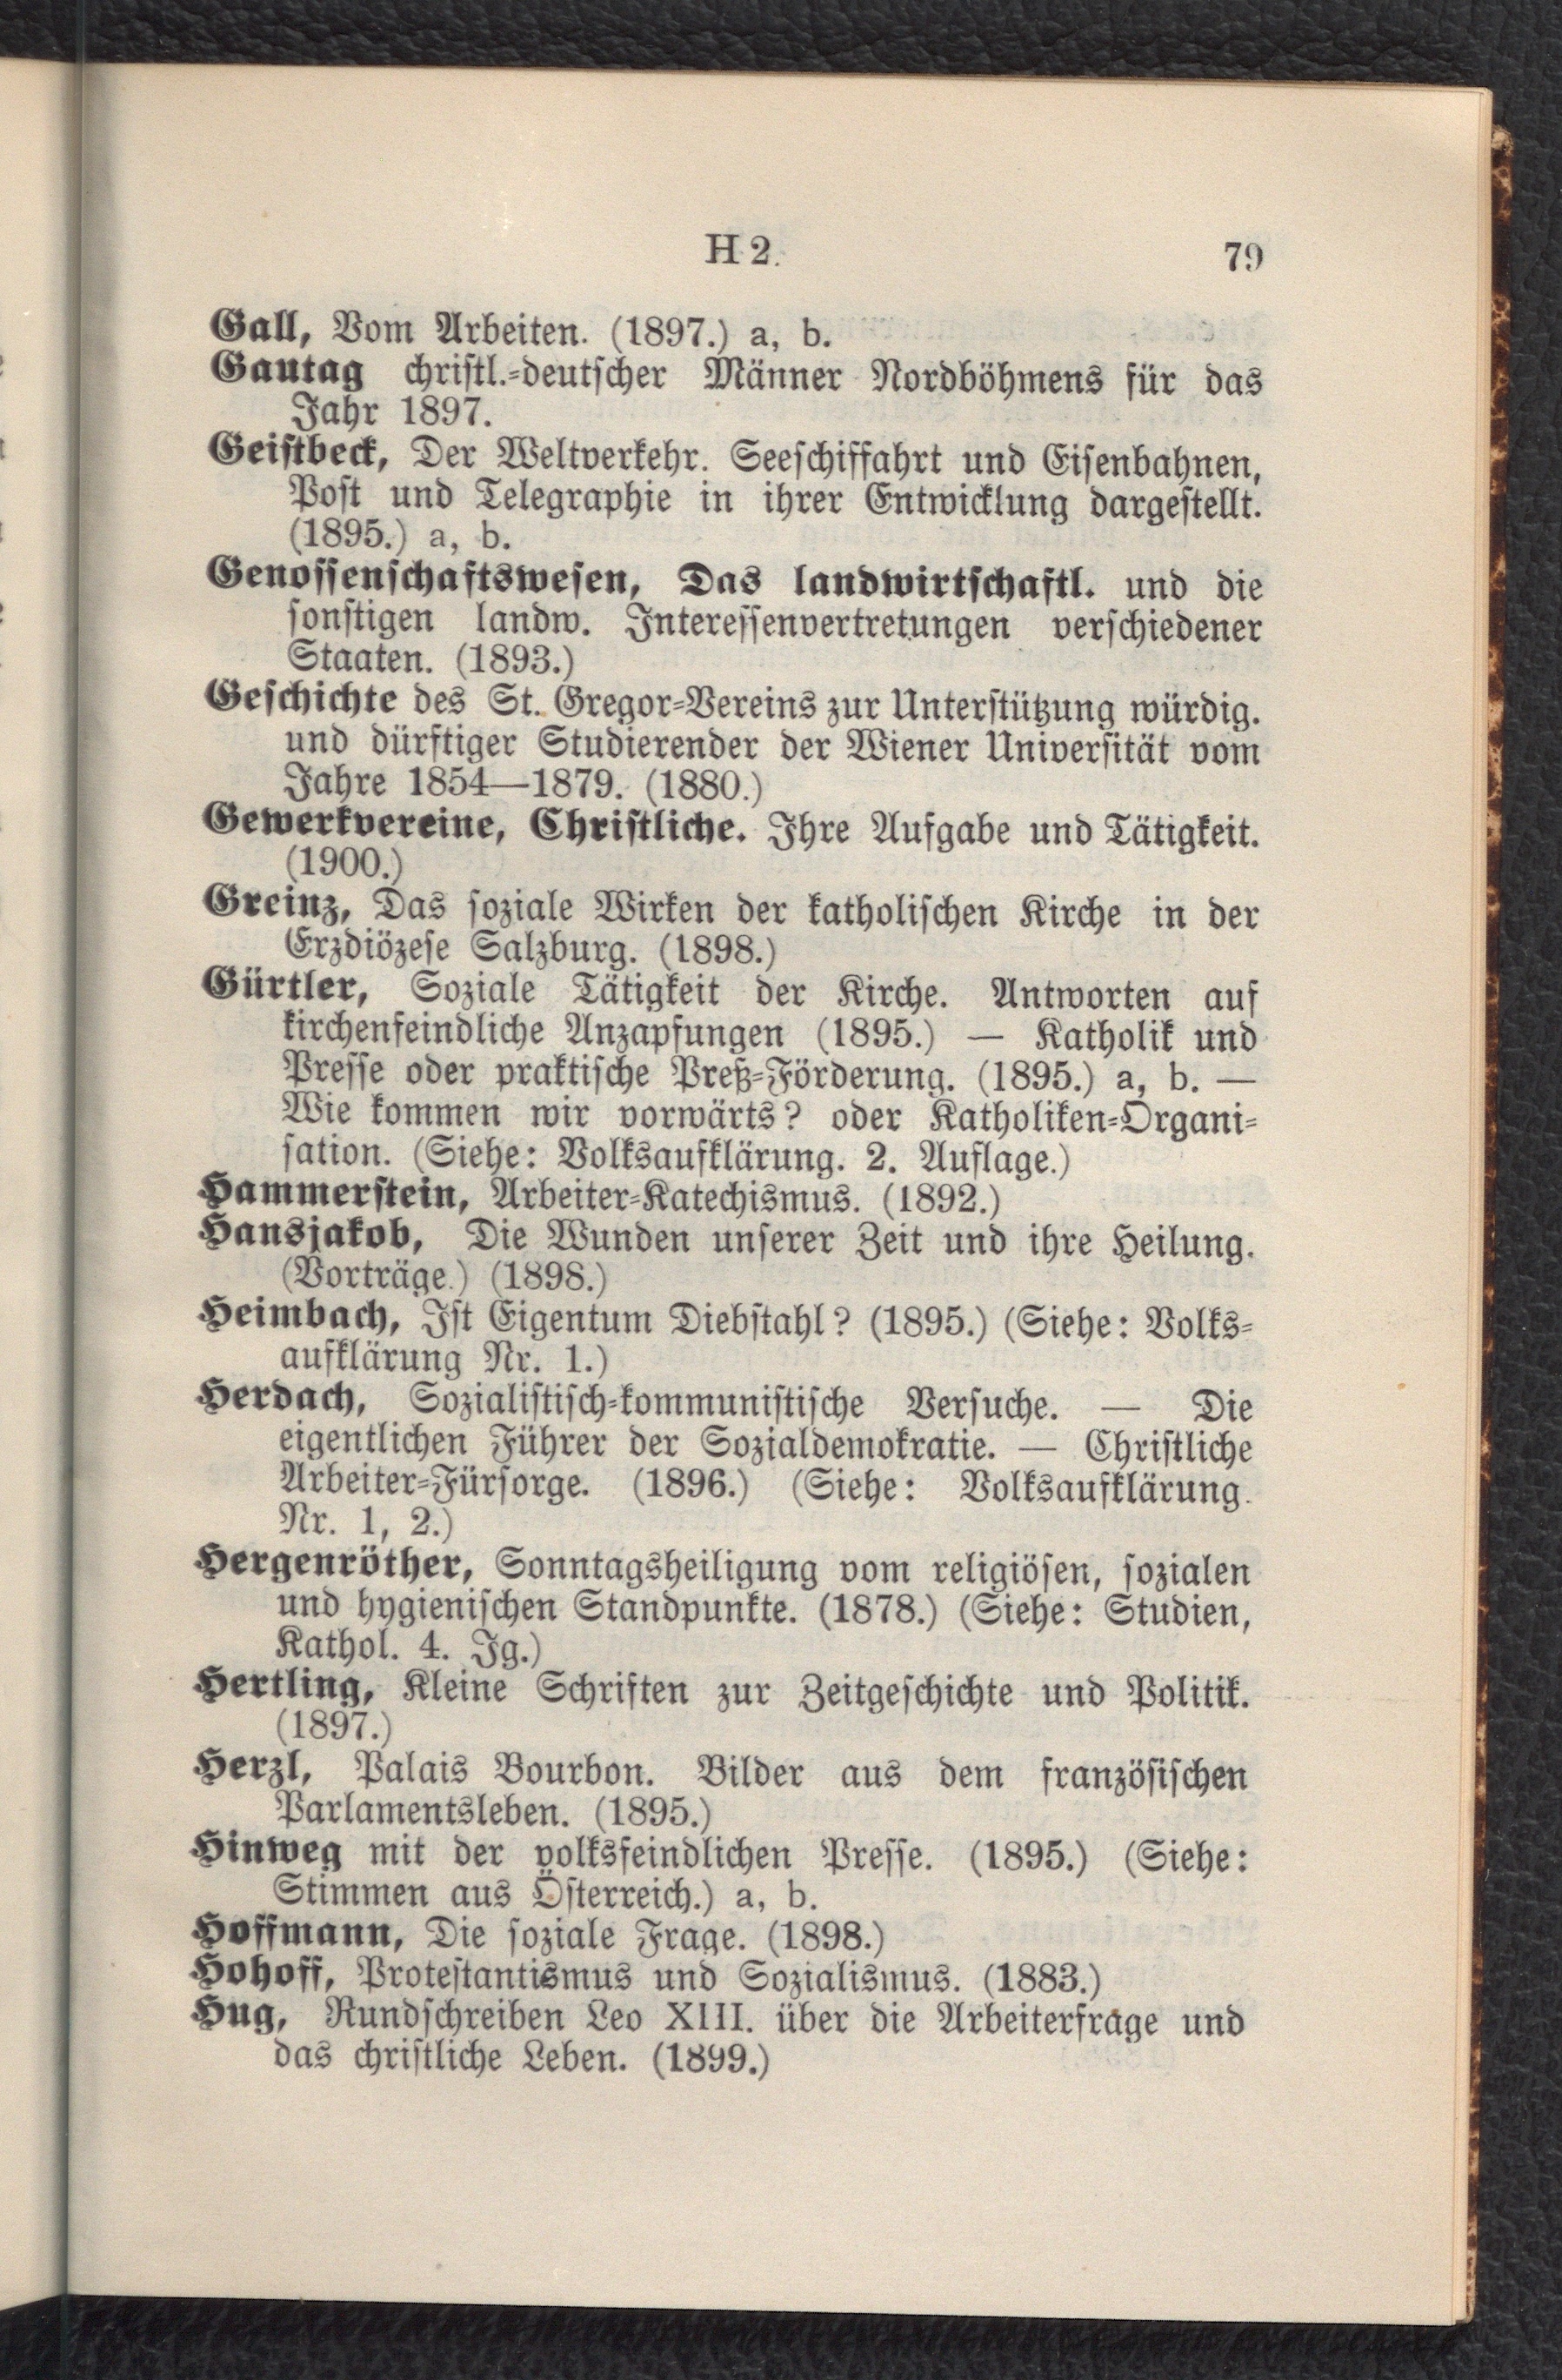 H 2.
79
Gall, Vom Arbeiten. (1897.) a, b.
Gautag christl.-deutscher Männer Nordböhmens für das
Jahr 1897.
Geistbeck, Der Weltverkehr. Seeschiffahrt und Eisenbahnen,
Post und Telegraphie in ihrer Entwicklung dargestellt.
(1895.) a, b.
Genossenschaftswesen, Das landwirtschaftl. und die
sonstigen landw. Interessenvertretungen verschiedener
Staaten. (1893.)
Geschichte des St. Gregor-Vereins zur Unterstützung würdig.
und dürftiger Studierender der Wiener Universität vom
Jahre 1854—1879. (1880.)
Gewerkvereine, Christliche. Ihre Aufgabe und Tätigkeit.
(1900.)
Greinz, Das soziale Wirken der katholischen Kirche in der
Erzdiözese Salzburg. (1898.)
Gürtler, Soziale Tätigkeit der Kirche. Antworten auf
kirchenfeindliche Anzapfungen (1895.) — Katholik und
Presse oder praktische Preß-Förderung. (1895.) a, b. —
Wie kommen wir vorwärts? oder Katholiken-Organi-
sation. (Siehe: Volksaufklärung. 2. Auflage.)
Hammerstein, Arbeiter-Katechismus. (1892.)
Hansjakob, Die Wunden unserer Zeit und ihre Heilung.
(Vorträge.) (1898.)
Heimbach, Ist Eigentum Diebstahl? (1895.) (Siehe: Volks-
aufklärung Nr. 1.)
Herdach, Sozialistisch-kommunistische Versuche. — Die
eigentlichen Führer der Sozialdemokratie. — Christliche
Arbeiter-Fürsorge. (1896.) (Siehe: Volksaufklärung.
Nr. 1, 2.)
Hergenröther, Sonntagsheiligung vom religiösen, sozialen
und hygienischen Standpunkte. (1878.) (Siehe: Studien,
Kathol. 4. Jg.)
Hertling, Kleine Schriften zur Zeitgeschichte und Politik.
(1897.)
Herzl, Palais Bourbon. Bilder aus dem französischen
Parlamentsleben. (1895.)
Hinweg mit der volksfeindlichen Presse. (1895.) (Siehe:
Stimmen aus Österreich.) a, b.
Hoffmann, Die soziale Frage. (1898.)
Hohoff, Protestantismus und Sozialismus. (1883.)
Hug, Rundschreiben Leo XIII. über die Arbeiterfrage und
das christliche Leben. (1899.)